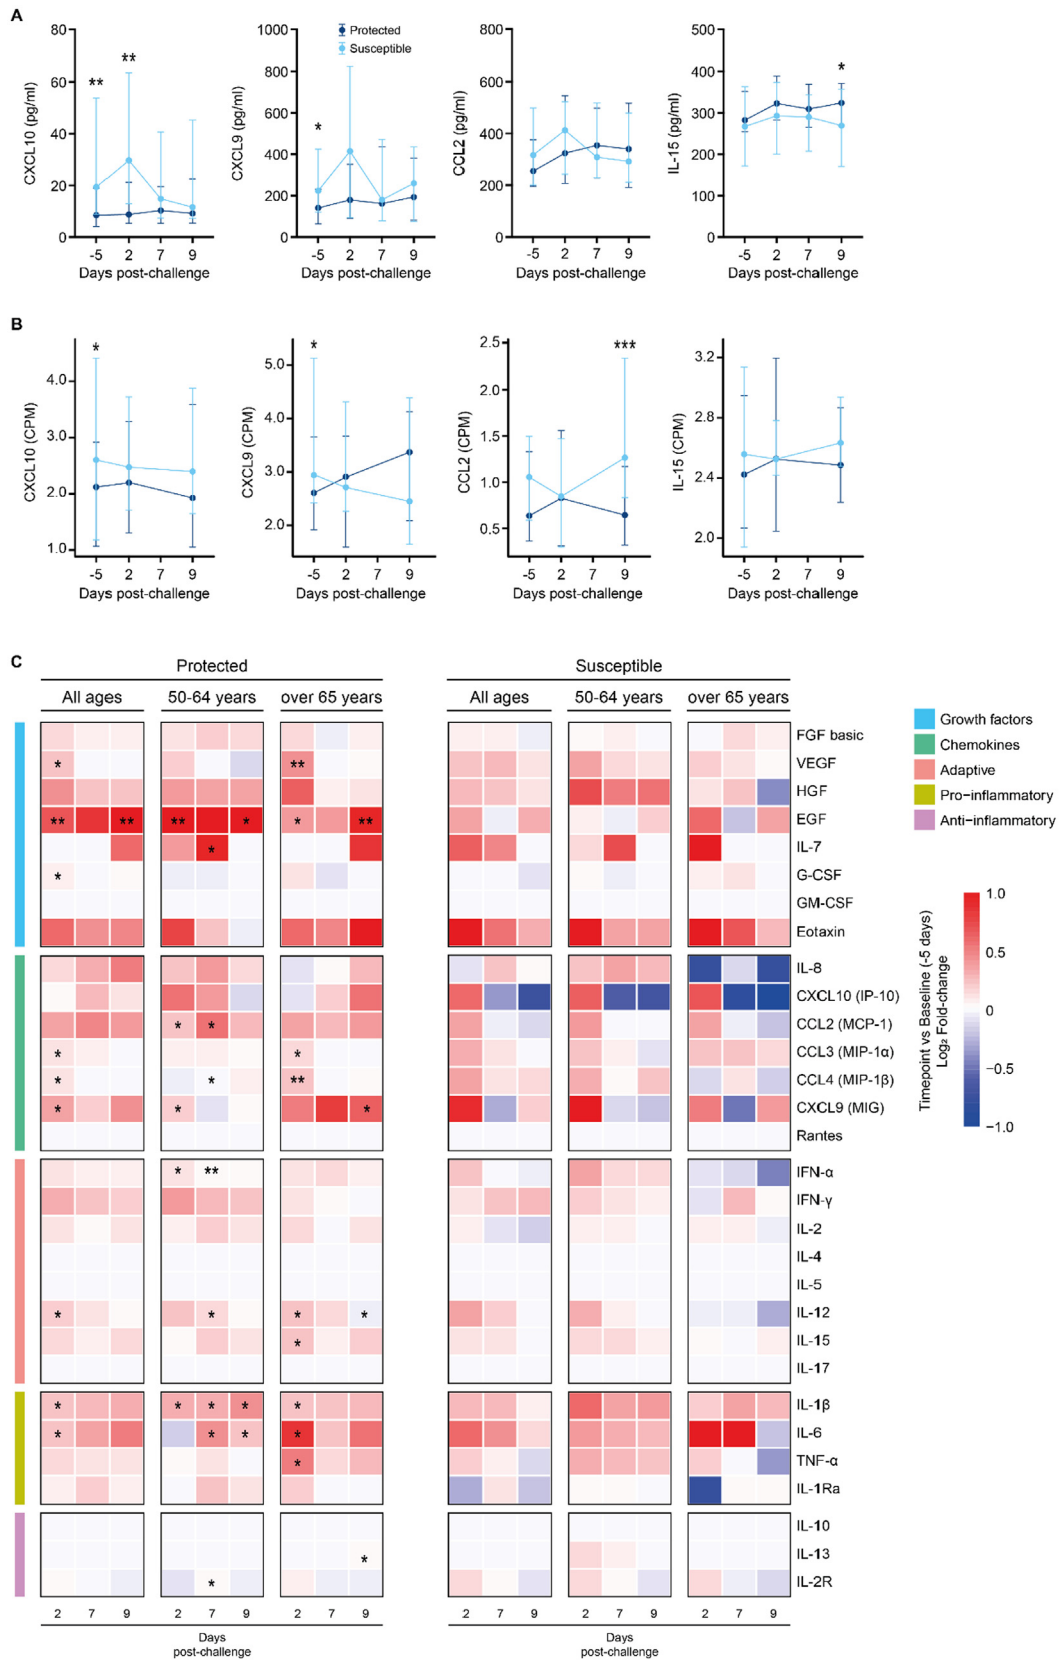 A
CXCL10 (pg/ml)
80
60
40
20
0
**
**
-5 2 7 9
Days post-challenge
CXCL9 (pg/ml)
1000
800
600
400
200
0
*
Protected
Susceptible
-5 2 7 9
Days post-challenge
CCL2 (pg/ml)
800
600
400
200
0
-5 2 7 9
Days post-challenge
IL-15 (pg/ml)
500
400
300
200
100
0
*
-5 2 7 9
Days post-challenge
B
CXCL10 (CPM)
4.0
3.0
2.0
1.0
*
-5 2 7 9
Days post-challenge
CXCL9 (CPM)
5.0
4.0
3.0
2.0
*
-5 2 7 9
Days post-challenge
CCL2 (CPM)
2.5
2.0
1.5
1.0
0.5
***
-5 2 7 9
Days post-challenge
IL-15 (CPM)
3.2
2.8
2.4
2.0
-5 2 7 9
Days post-challenge
C
Protected Susceptible
All ages 50-64 years over 65 years All ages 50-64 years over 65 years
FGF basic
* ** VEGF
HGF
** ** ** * * ** EGF
* IL-7
* G-CSF
GM-CSF
Eotaxin
IL-8
CXCL10 (IP-10)
* * CCL2 (MCP-1)
* * CCL3 (MIP-1α)
* * ** CCL4 (MIP-1β)
* * * CXCL9 (MIG)
Rantes
* ** IFN-α
IFN-γ
IL-2
IL-4
IL-5
* * * * IL-12
* IL-15
IL-17
* * * * * IL-1β
* * * * IL-6
* TNF-α
IL-1Ra
IL-10
* IL-13
* IL-2R
2 7 9 2 7 9 2 7 9 2 7 9 2 7 9 2 7 9
Days
post-challenge
Days
post-challenge
Growth factors
Chemokines
Adaptive
Pro−inflammatory
Anti−inflammatory
Timepoint vs Baseline (-5 days)
Log₂ Fold-change
1.0
0.5
0
−0.5
−1.0